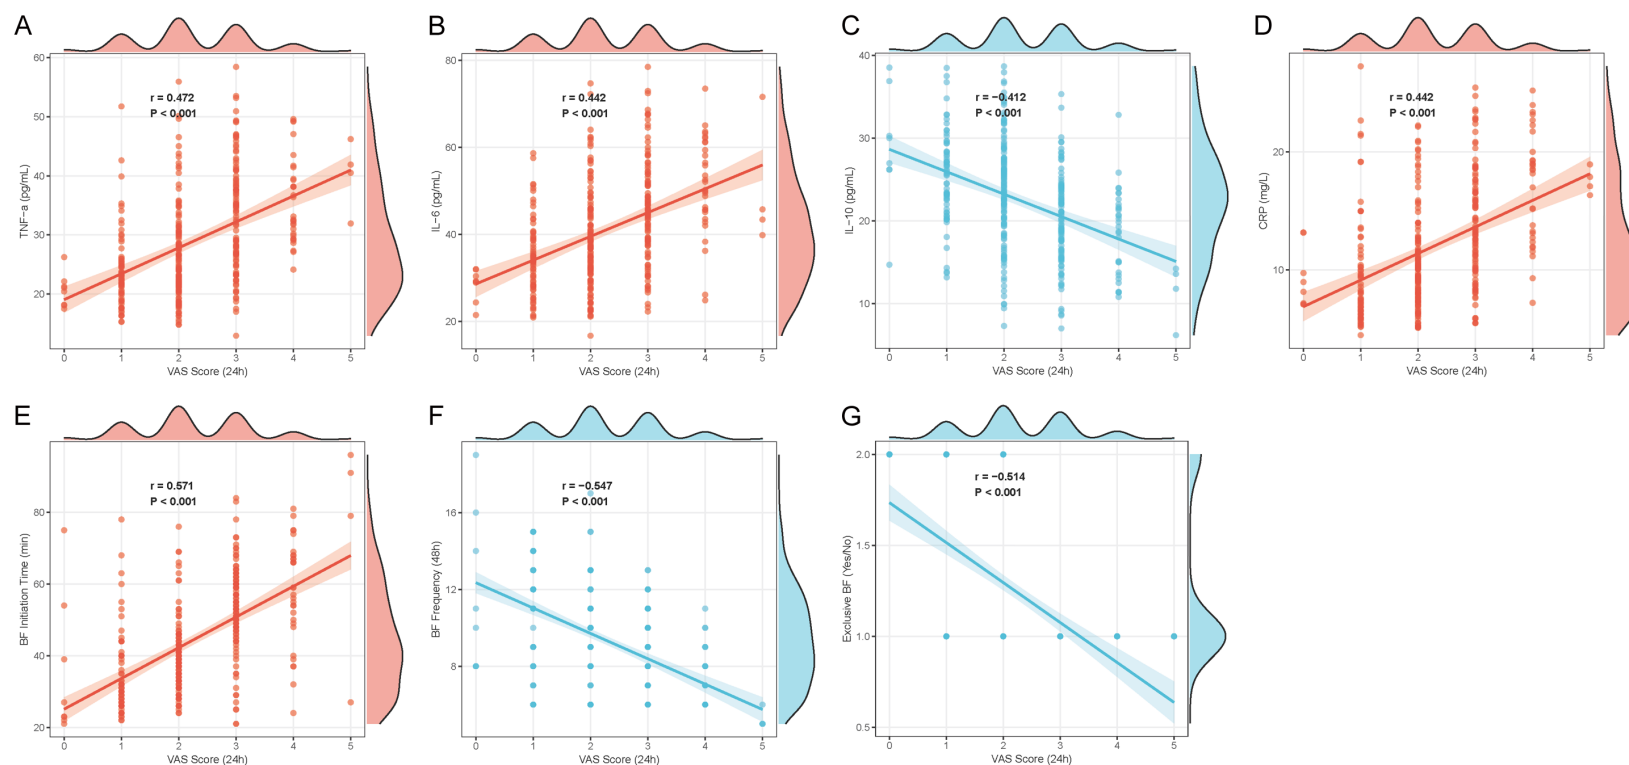 A
60
50
40
30
20
TNF−a (pg/mL)
r = 0.472
P < 0.001
0 1 2 3 4 5
VAS Score (24h)
B
80
60
40
20
IL−6 (pg/mL)
r = 0.442
P < 0.001
0 1 2 3 4 5
VAS Score (24h)
C
40
30
20
10
IL−10 (pg/mL)
r = −0.412
P < 0.001
0 1 2 3 4 5
VAS Score (24h)
D
20
10
CRP (mg/L)
r = 0.442
P < 0.001
0 1 2 3 4 5
VAS Score (24h)
E
80
60
40
20
BF Initiation Time (min)
r = 0.571
P < 0.001
0 1 2 3 4 5
VAS Score (24h)
F
16
12
8
BF Frequency (48h)
r = −0.547
P < 0.001
0 1 2 3 4 5
VAS Score (24h)
G
2.0
1.5
1.0
0.5
Exclusive BF (Yes/No)
r = −0.514
P < 0.001
0 1 2 3 4 5
VAS Score (24h)